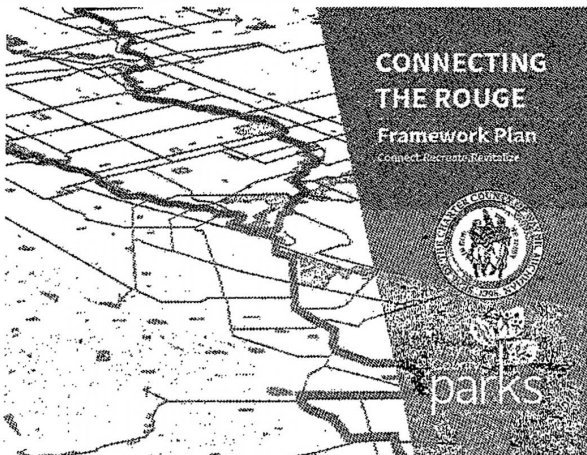 CONNECTING
THE ROUGE
Framework Plan
Connect.Recreate.Revitalize
parks